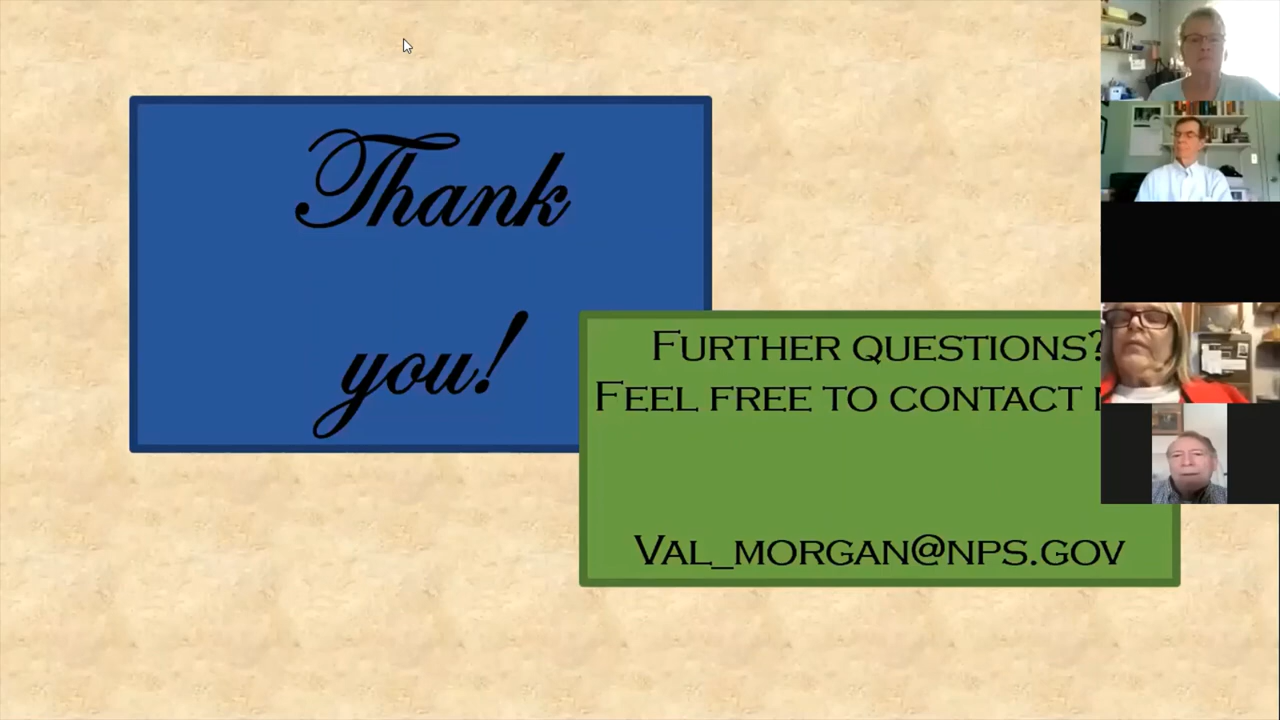 Thank
you!
Further questions?
Feel free to contact
Val_morgan@nps.gov